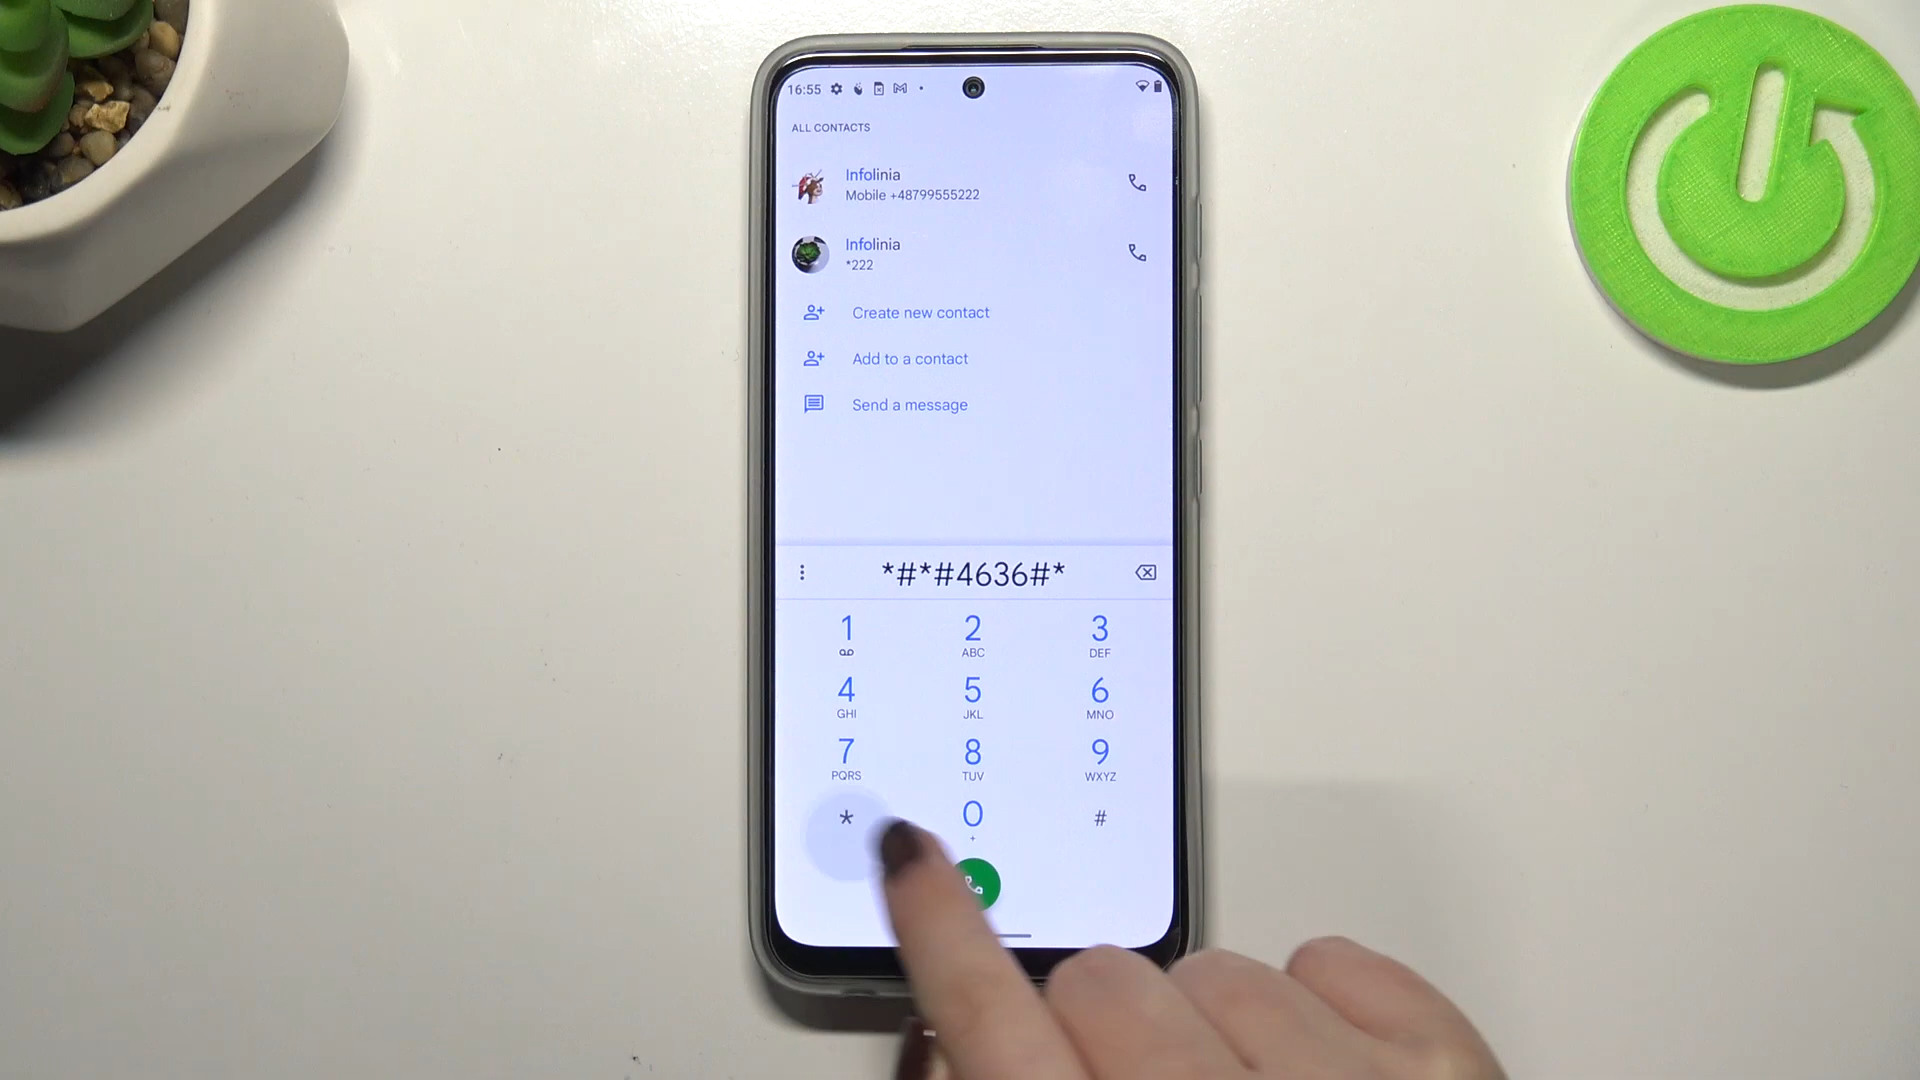 16:55
ALL CONTACTS
Infolinia
Mobile +48799555222
Infolinia
*222
Create new contact
Add to a contact
Send a message
*#*#4636#*
1 2 3
ABC DEF
4 5 6
GHI JKL MNO
7 8 9
PQRS TUV WXYZ
* 0 #
+